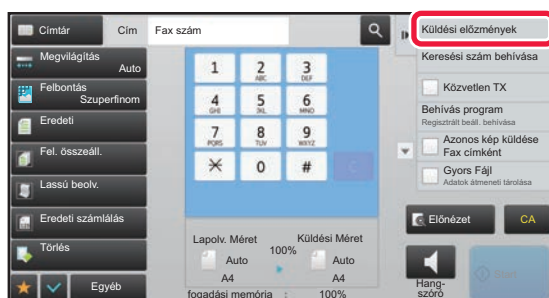 Címtár
Cím
Fax szám
Megvilágítás
Auto
Felbontás
Szuperfinom
Eredeti
Fel. összeáll.
Lassú beolv.
Eredeti számlálás
Törlés
Egyéb
1
2
ABC
3
DEF
4
GHI
5
JKL
6
MNO
7
PQRS
8
TUV
9
WXYZ
0
#
C
Lapolv. Méret
Küldési Méret
100%
Auto
Auto
A4
A4
fogadási memória : 100%
Küldési előzmények
Keresési szám behívása
Közvetlen TX
Behívás program
Regisztrált beáll. behívása
Azonos kép küldése
Fax címként
Gyors Fájl
Adatok átmeneti tárolása
Előnézet
CA
Hang-
szóró
Start